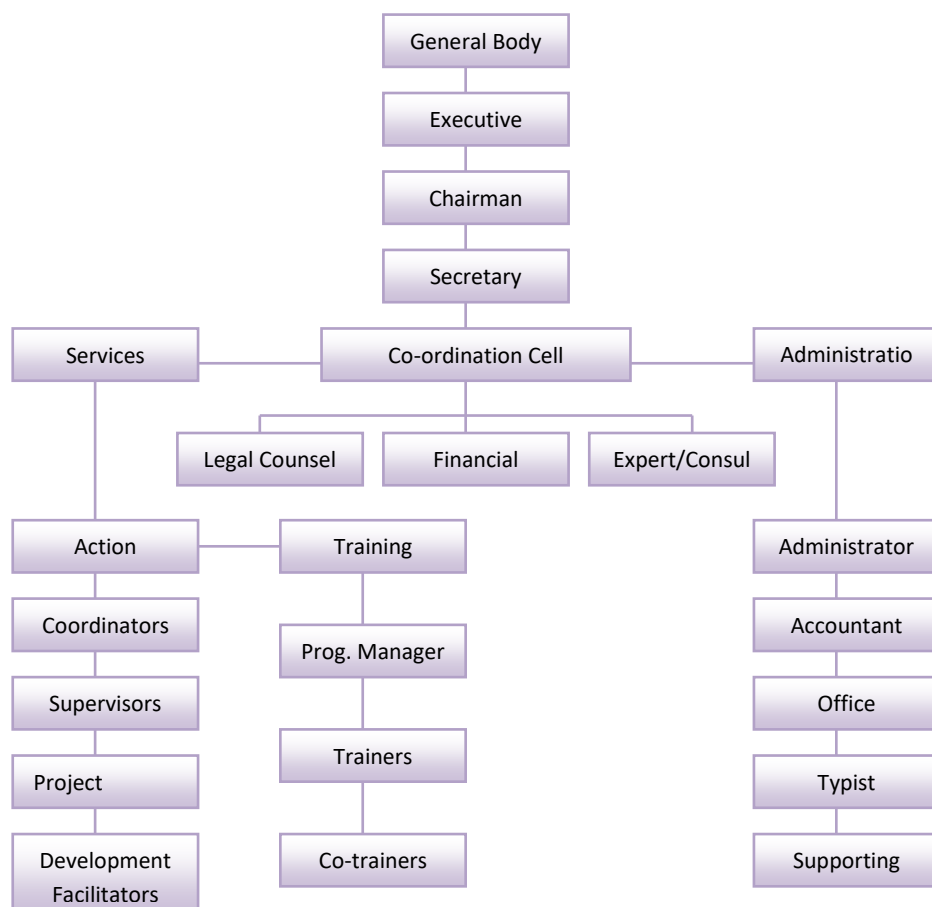 General Body
Executive
Chairman
Secretary
Services
Co-ordination Cell
Administratio
Legal Counsel
Financial
Expert/Consul
Action
Training
Administrator
Coordinators
Accountant
Prog. Manager
Supervisors
Office
Trainers
Project
Typist
Development
Facilitators
Co-trainers
Supporting